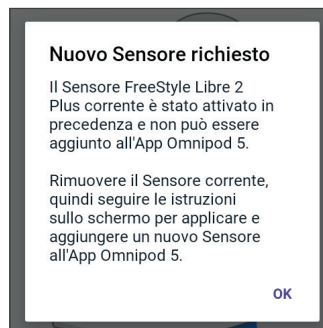 Nuovo Sensore richiesto
Il Sensore FreeStyle Libre 2
Plus corrente è stato attivato in
precedenza e non può essere
aggiunto all'App Omnipod 5.
Rimuovere il Sensore corrente,
quindi seguire le istruzioni
sullo schermo per applicare e
aggiungere un nuovo Sensore
all'App Omnipod 5.
OK